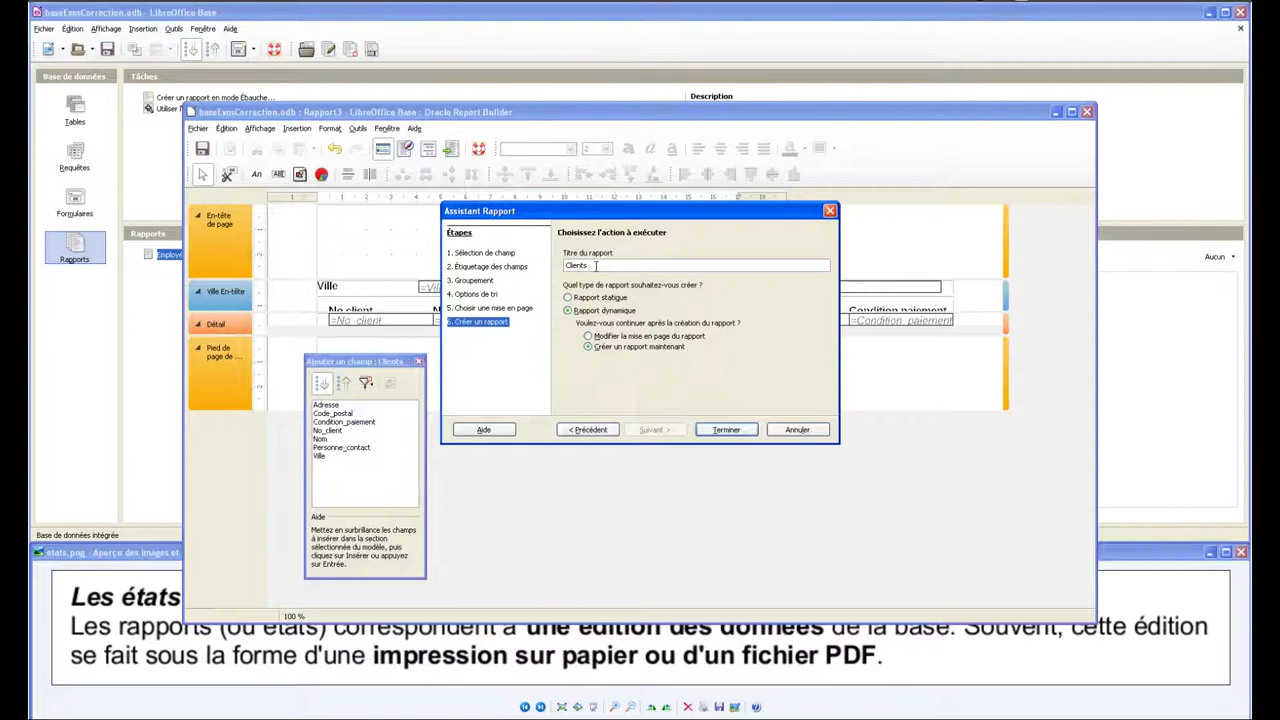 baseExosCorrection.odb - LibreOffice Base
Fichier Édition Affichage Insertion Outils Fenêtre Aide
Base de données
Tâches
Créer un rapport en mode Ébauche...
Utiliser l'
Description
Tables
Requêtes
Formulaires
Rapports
Rapports
Employé
Aucun
Base de données intégrée
baseExosCorrection.odb : Rapport3 - LibreOffice Base : Oracle Report Builder
Fichier Édition Affichage Insertion Format Outils Fenêtre Aide
En-tête
de page
Ville En-tête
Détail
Pied de
page de ...
Ville
No client
=No_client
Condition paiement
=Condition_paiement
Ajouter un champ : Clients
Adresse
Code_postal
Condition_paiement
No_client
Nom
Personne_contact
Ville
Aide
Mettez en surbrillance les champs
à insérer dans la section
sélectionnée du modèle, puis
cliquez sur Insérer ou appuyez
sur Entrée.
100 %
Assistant Rapport
Étapes
1. Sélection de champ
2. Étiquetage des champs
3. Groupement
4. Options de tri
5. Choisir une mise en page
6. Créer un rapport
Choisissez l'action à exécuter
Titre du rapport
Clients
Quel type de rapport souhaitez-vous créer ?
Rapport statique
Rapport dynamique
Voulez-vous continuer après la création du rapport ?
Modifier la mise en page du rapport
Créer un rapport maintenant
Aide
< Précédent
Suivant >
Terminer
Annuler
etats.png - Aperçu des images et
Les états
Les rapports (ou états) correspondent à une édition des données de la base. Souvent, cette édition
se fait sous la forme d'une impression sur papier ou d'un fichier PDF.